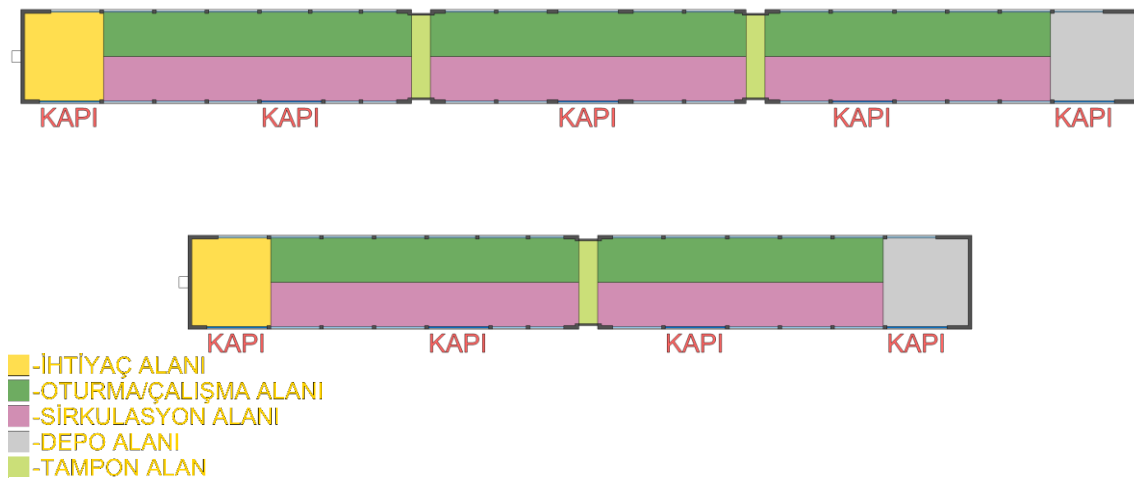 KAPI KAPI KAPI KAPI KAPI
KAPI KAPI KAPI KAPI
-İHTİYAÇ ALANI
-OTURMA/ÇALIŞMA ALANI
-SİRKULASYON ALANI
-DEPO ALANI
-TAMPON ALAN